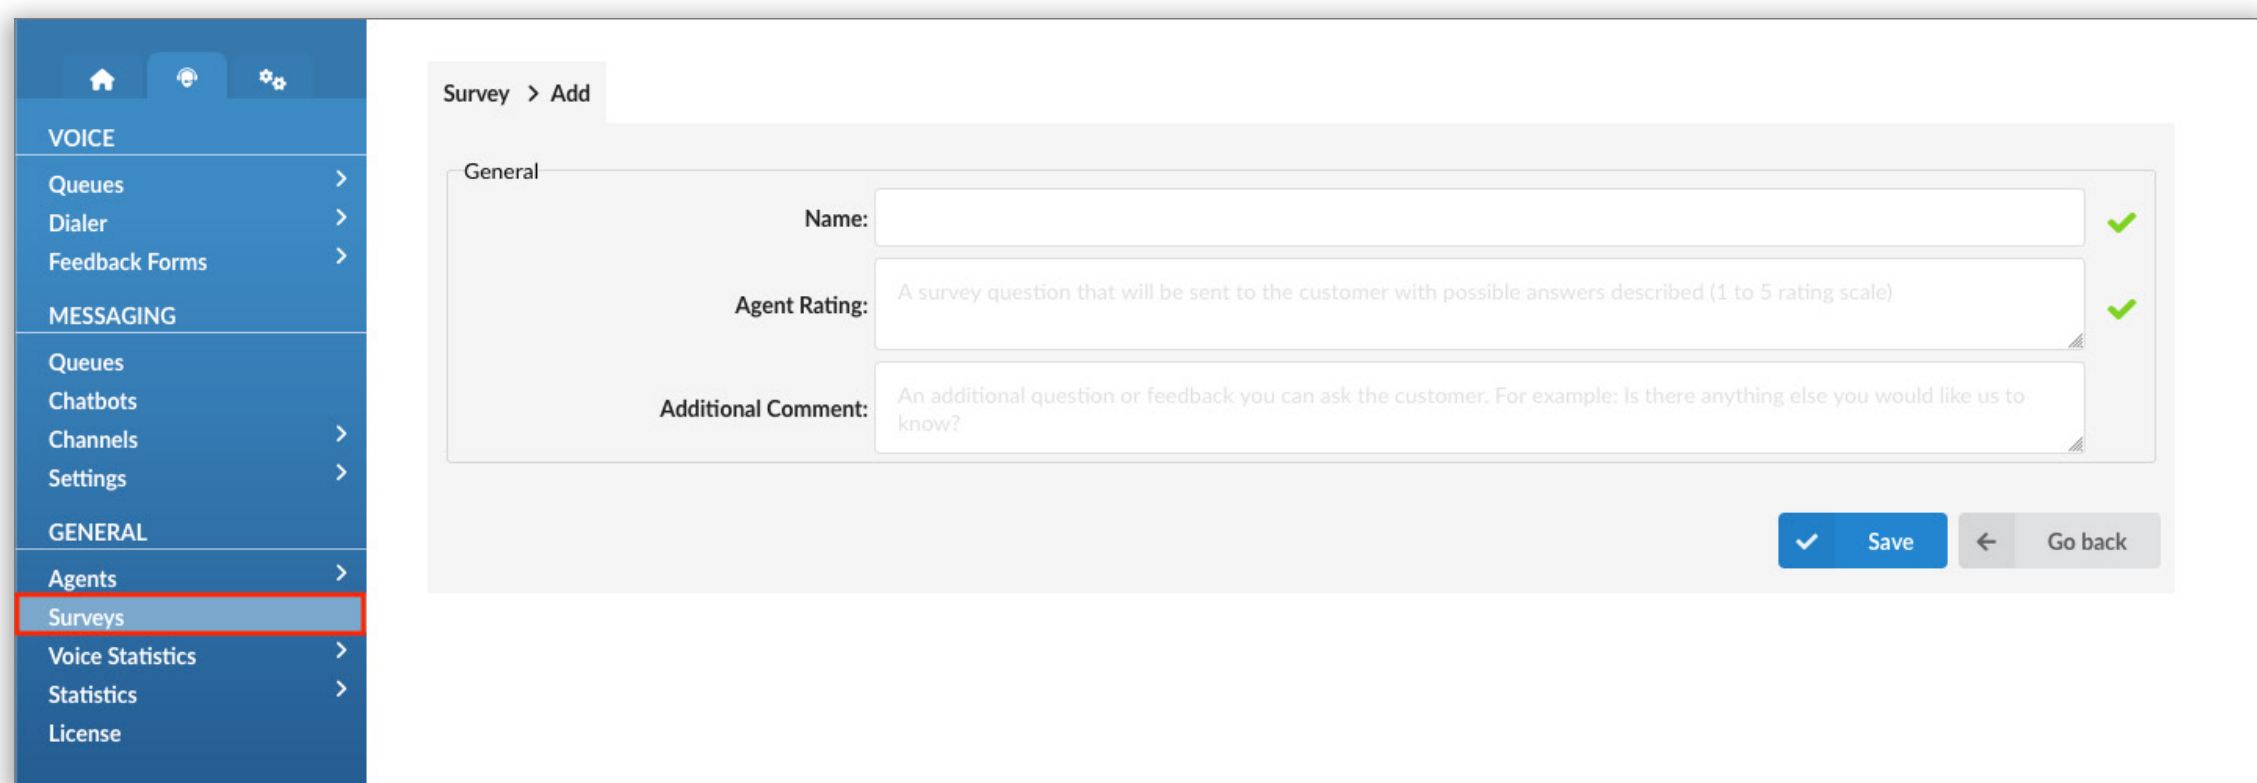 VOICE
Queues
Dialer
Feedback Forms
MESSAGING
Queues
Chatbots
Channels
Settings
GENERAL
Agents
Surveys
Voice Statistics
Statistics
License
Survey > Add
General
Name:
Agent Rating:
A survey question that will be sent to the customer with possible answers described (1 to 5 rating scale)
Additional Comment:
An additional question or feedback you can ask the customer. For example: Is there anything else you would like us to
know?
Save
Go back